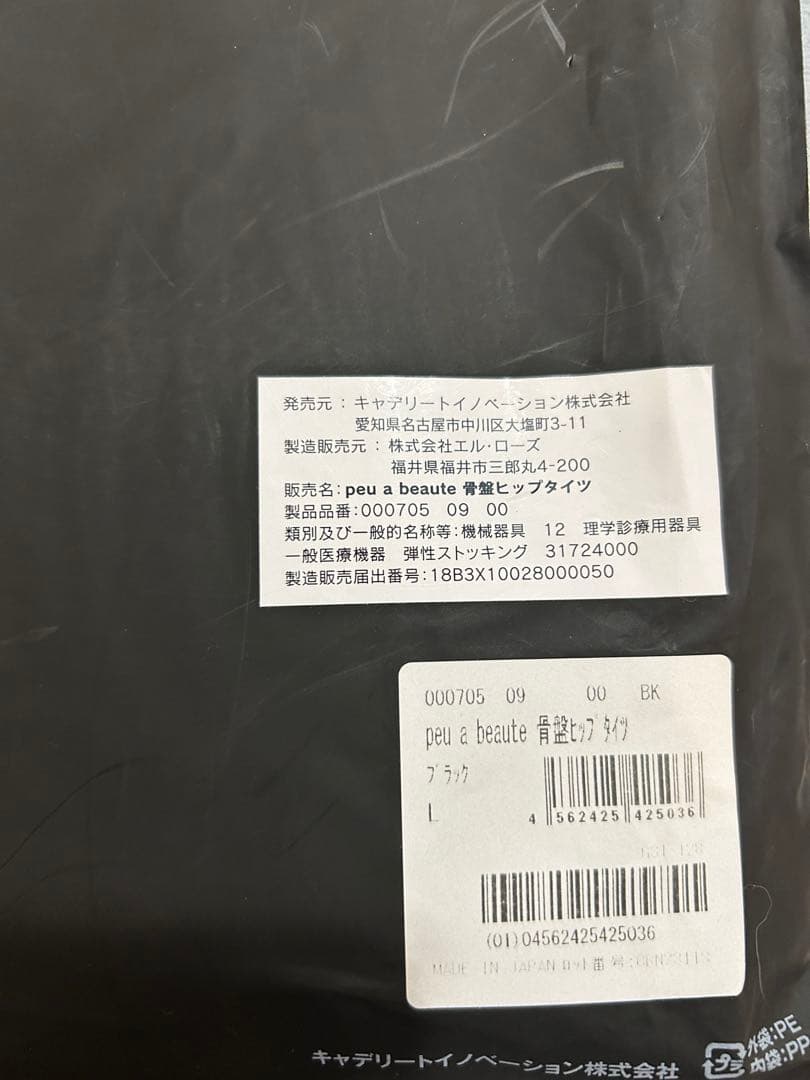 発売元：キャデリートイノベーション株式会社
愛知県名古屋市中川区大塩町3-11
製造販売元：株式会社エル・ローズ
福井県福井市三郎丸4-200
販売名：peu a beaute 骨盤ヒップタイツ
製品品番：000705 09 00
類別及び一般的名称等：機械器具 12 理学診療用器具
一般医療機器 弾性ストッキング 31724000
製造販売届出番号：18B3X10028000050
000705 09 00 BK
peu a beaute 骨盤ﾋｯﾌﾟ ﾀｲﾂ
ﾌﾞﾗｯｸ
L
4 562425 425036
(01)04562425425036
MADE IN JAPAN ﾛｯﾄ番号:
キャデリートイノベーション株式会社
プラ
外袋:PE
内袋:PP